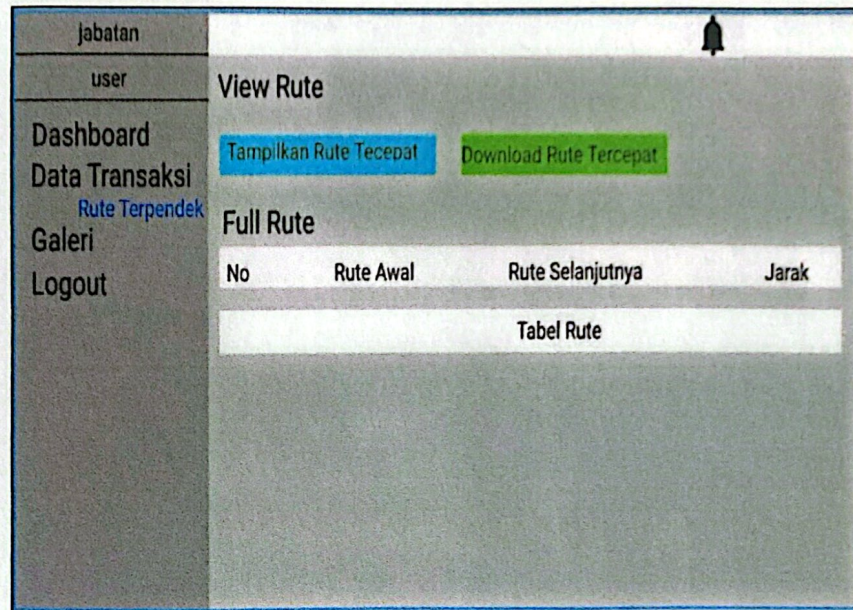 jabatan
user
Dashboard
Data Transaksi
Rute Terpendek
Galeri
Logout
View Rute
Tampilkan Rute Tecepat
Download Rute Tercepat
Full Rute
No Rute Awal Rute Selanjutnya Jarak
Tabel Rute